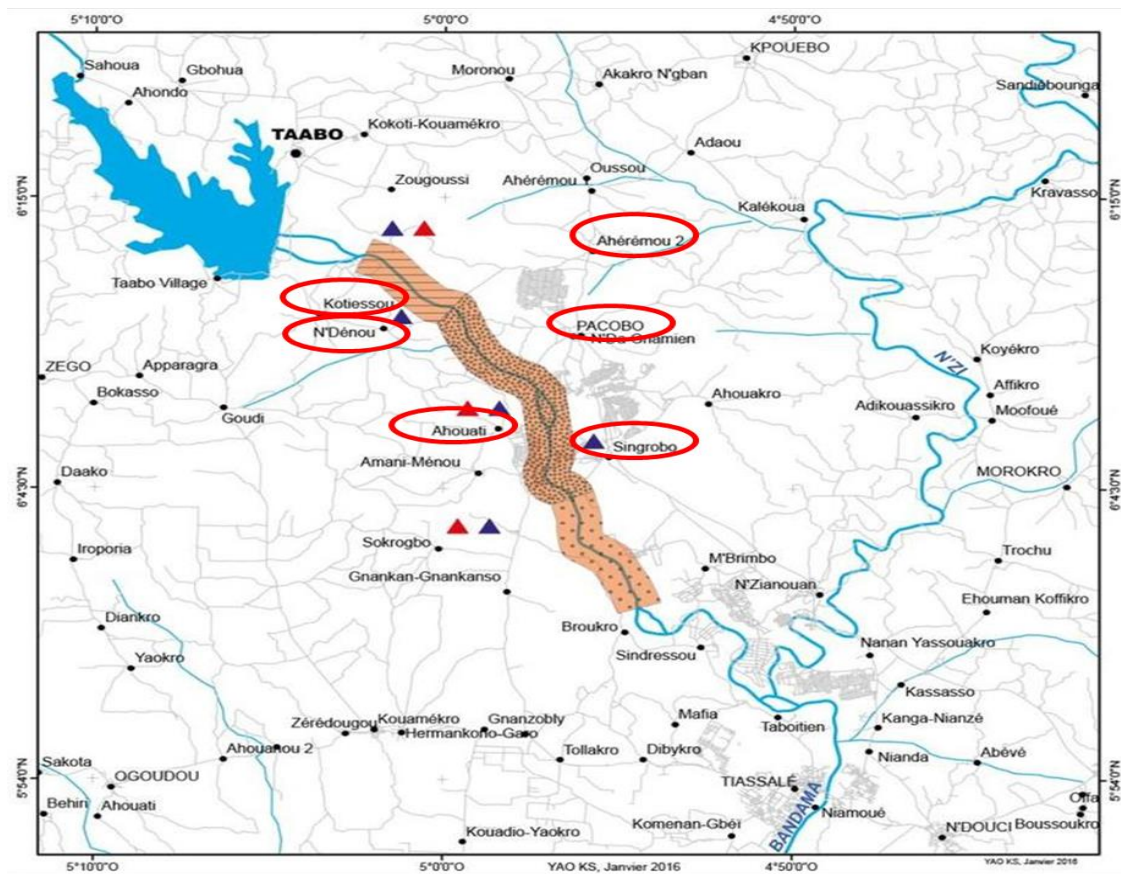 5°10'0"O
5°0'0"O
4°50'0"O
KPOUEBO
Sahoua
Gbohua
Moronou
Akakro N'gban
Sandiébounga
Ahondo
TAABO
Kokoti-Kouamékro
Adaou
Oussou
Zougoussi
Ahérémou
Kravasso
6°15'0"N
6°15'0"N
Kalékoua
Ahérémou 2
Taabo Village
Kotiessou
N'Dénou
PACOBO
N'Da Gnamien
N'ZI
Koyékro
ZEGO
Apparagra
Affikro
Bokasso
Goudi
Ahouakro
Adikouassikro
Moofoué
Ahouati
Singrobo
Daako
Amani-Ménou
MOROKRO
6°4'30"N
6°4'30"N
Iroporia
Sokrogbo
Trochu
M'Brimbo
Gnankan-Gnankanso
N'Zianouan
Ehouman Koffikro
Diankro
Broukro
Nanan Yassouakro
Yaokro
Sindressou
Kassasso
Zérédougou
Kouamékro
Gnanzobly
Mafia
Taboitien
Kanga-Nianzé
Hermankono-Garo
Ahouanou 2
Tollakro
Dibykro
Nianda
Abévé
Sakota
OGOUDOU
TIASSALÉ
5°54'0"N
5°54'0"N
Behiri
Ahouati
BANDAMA
Niamoué
Offa
Boussoukro
Kouadio-Yaokro
Komenan-Gbéï
N'DOUCI
5°10'0"O
5°0'0"O
4°50'0"O
YAO KS, Janvier 2016
YAO KS, Janvier 2016